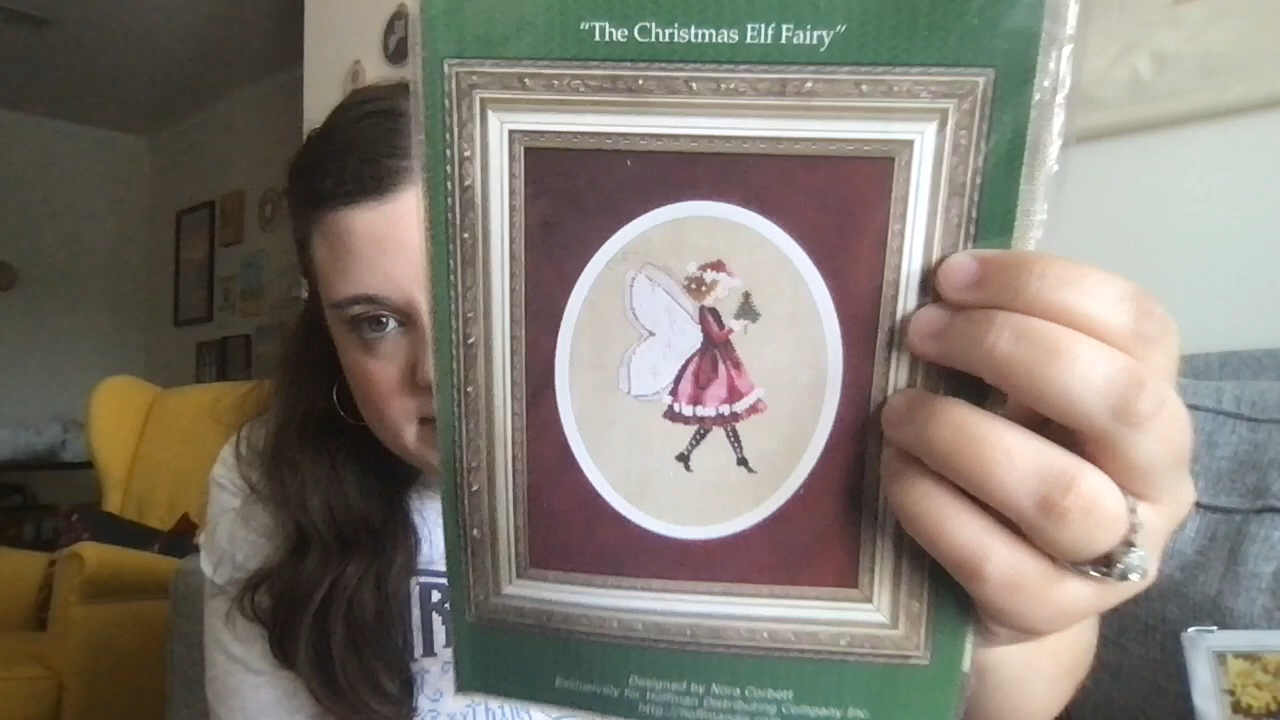 "The Christmas Elf Fairy"
Designed by Nora Corbett
Exclusively for Hoffman Distributing Company Inc.
R